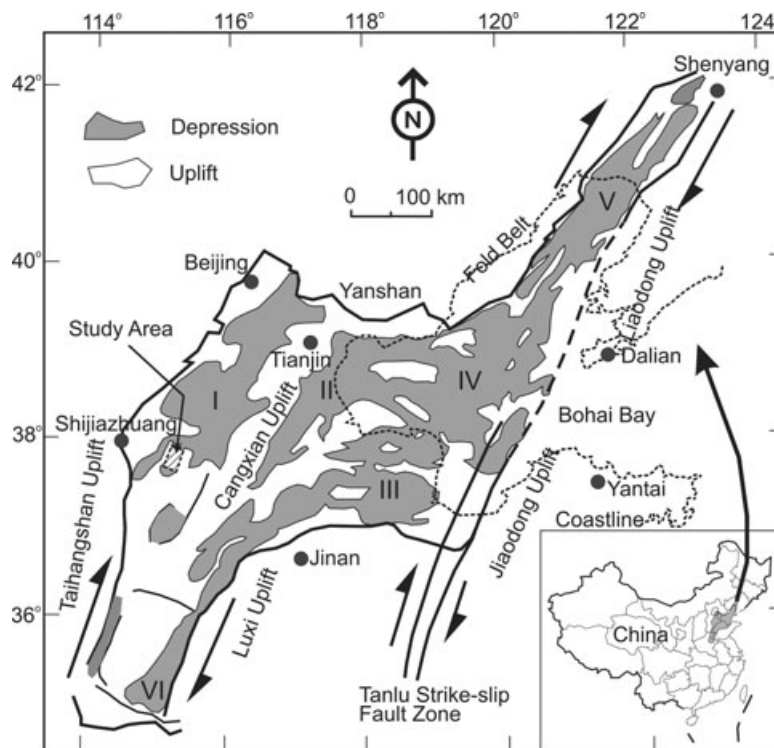 114°
116°
118°
120°
122°
124
42°
40°
38°
36°
Shenyang
Depression
Uplift
N
0 100 km
V
Fold Belt
Liaodong Uplift
Beijing
Yanshan
Study Area
Tianjin
Dalian
I
II
IV
Bohai Bay
Shijiazhuang
Cangxian Uplift
III
Yantai
Coastline
Taihangshan Uplift
Jiaodong Uplift
Jinan
Luxi Uplift
China
VI
Tanlu Strike-slip
Fault Zone